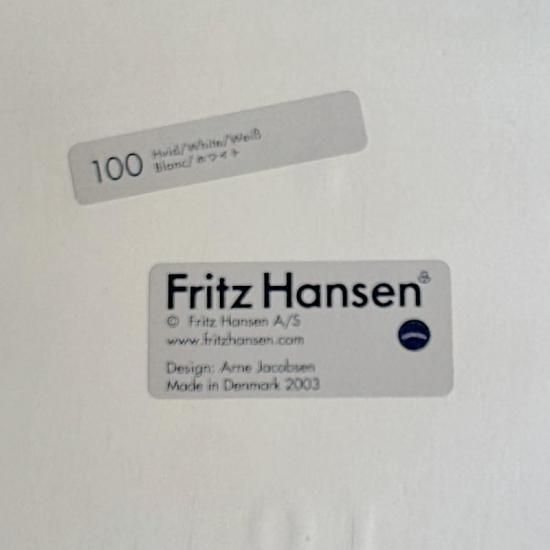 100 Hvid/White/Weiß
Blanc/ホワイト
Fritz Hansen®
© Fritz Hansen A/S
www.fritzhansen.com
Design: Arne Jacobsen
Made in Denmark 2003